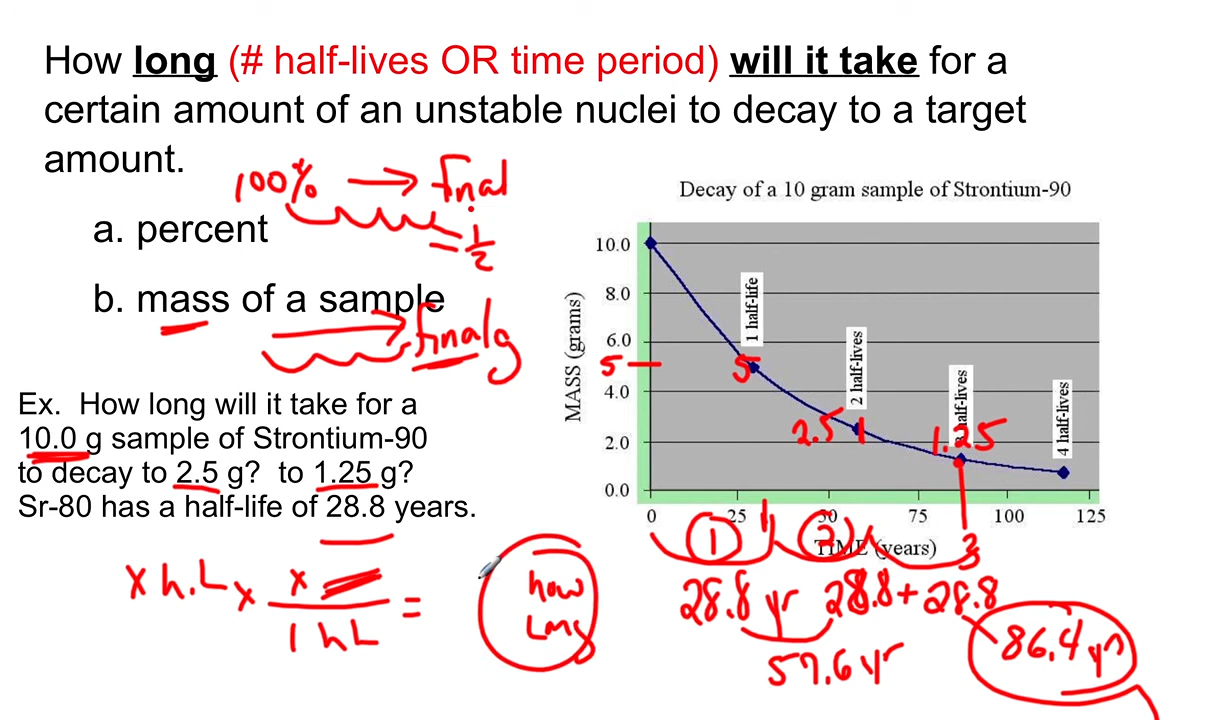 How long (# half-lives OR time period) will it take for a
certain amount of an unstable nuclei to decay to a target
amount.
100% → final
a. percent
= 1/2
b. mass of a sample
final g
Ex. How long will it take for a
10.0 g sample of Strontium-90
to decay to 2.5 g? to 1.25 g?
Sr-80 has a half-life of 28.8 years.
x h.L x x / 1 hL =
how
long
Decay of a 10 gram sample of Strontium-90
MASS (grams)
10.0
8.0
6.0
5
4.0
2.0
0.0
1 half-life
2 half-lives
half-lives
4 half-lives
5
2.5
1.25
0 25 50 75 100 125
TIME (years)
1 2 3
28.8 yr 28.8 + 28.8
57.6 yr
86.4 yr